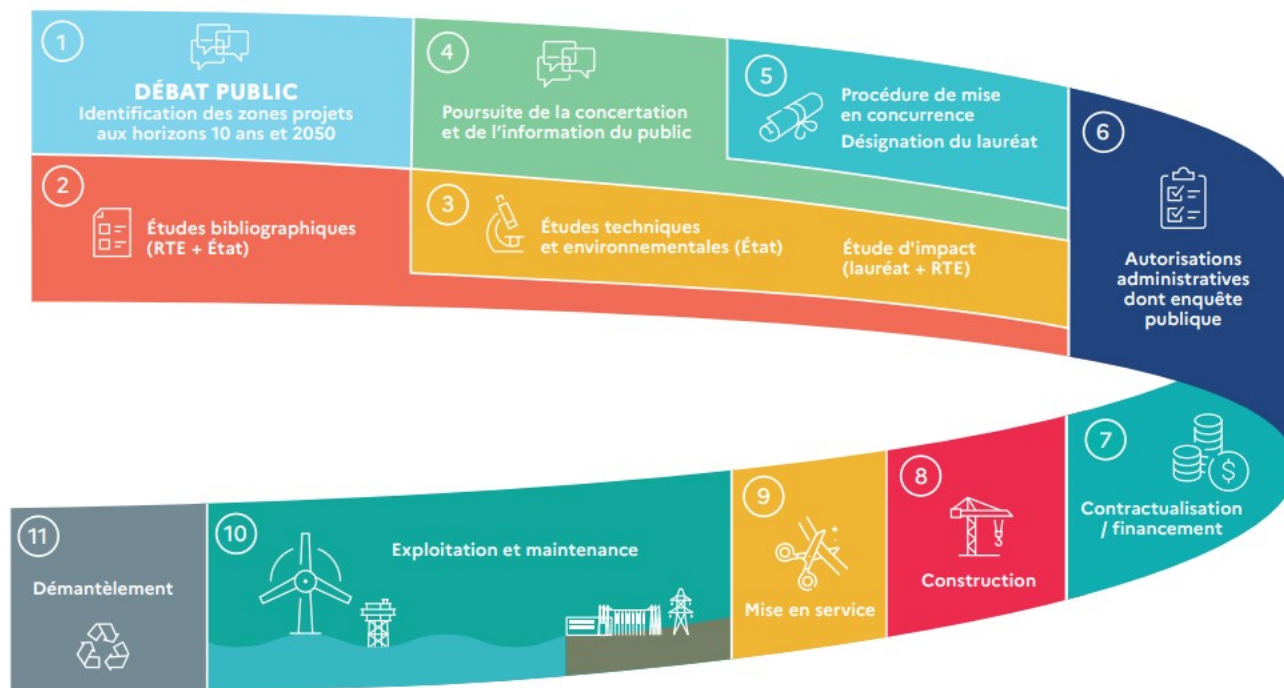 1
DÉBAT PUBLIC
Identification des zones projets
aux horizons 10 ans et 2050
2
Études bibliographiques
(RTE + État)
3
Études techniques
et environnementales (État)
Étude d'impact
(lauréat + RTE)
4
Poursuite de la concertation
et de l'information du public
5
Procédure de mise
en concurrence
Désignation du lauréat
6
Autorisations
administratives
dont enquête
publique
7
$
Contractualisation
/ financement
8
Construction
9
Mise en service
10
Exploitation et maintenance
11
Démantèlement